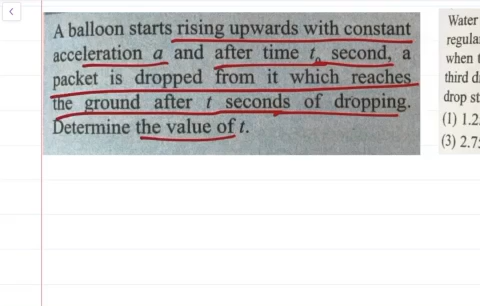 A balloon starts rising upwards with constant
acceleration a and after time t₀ second, a
packet is dropped from it which reaches
the ground after t seconds of dropping.
Determine the value of t.
Water
when
third
drop
(1) 1.2
(3) 2.7